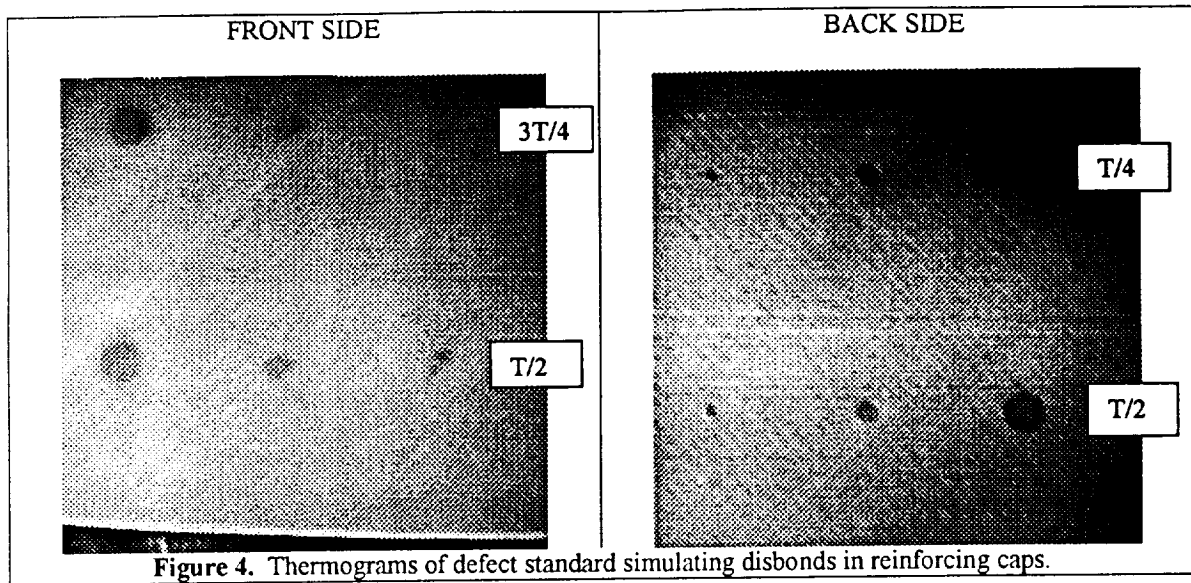 FRONT SIDE
BACK SIDE
3T/4
T/4
T/2
T/2
Figure 4. Thermograms of defect standard simulating disbonds in reinforcing caps.